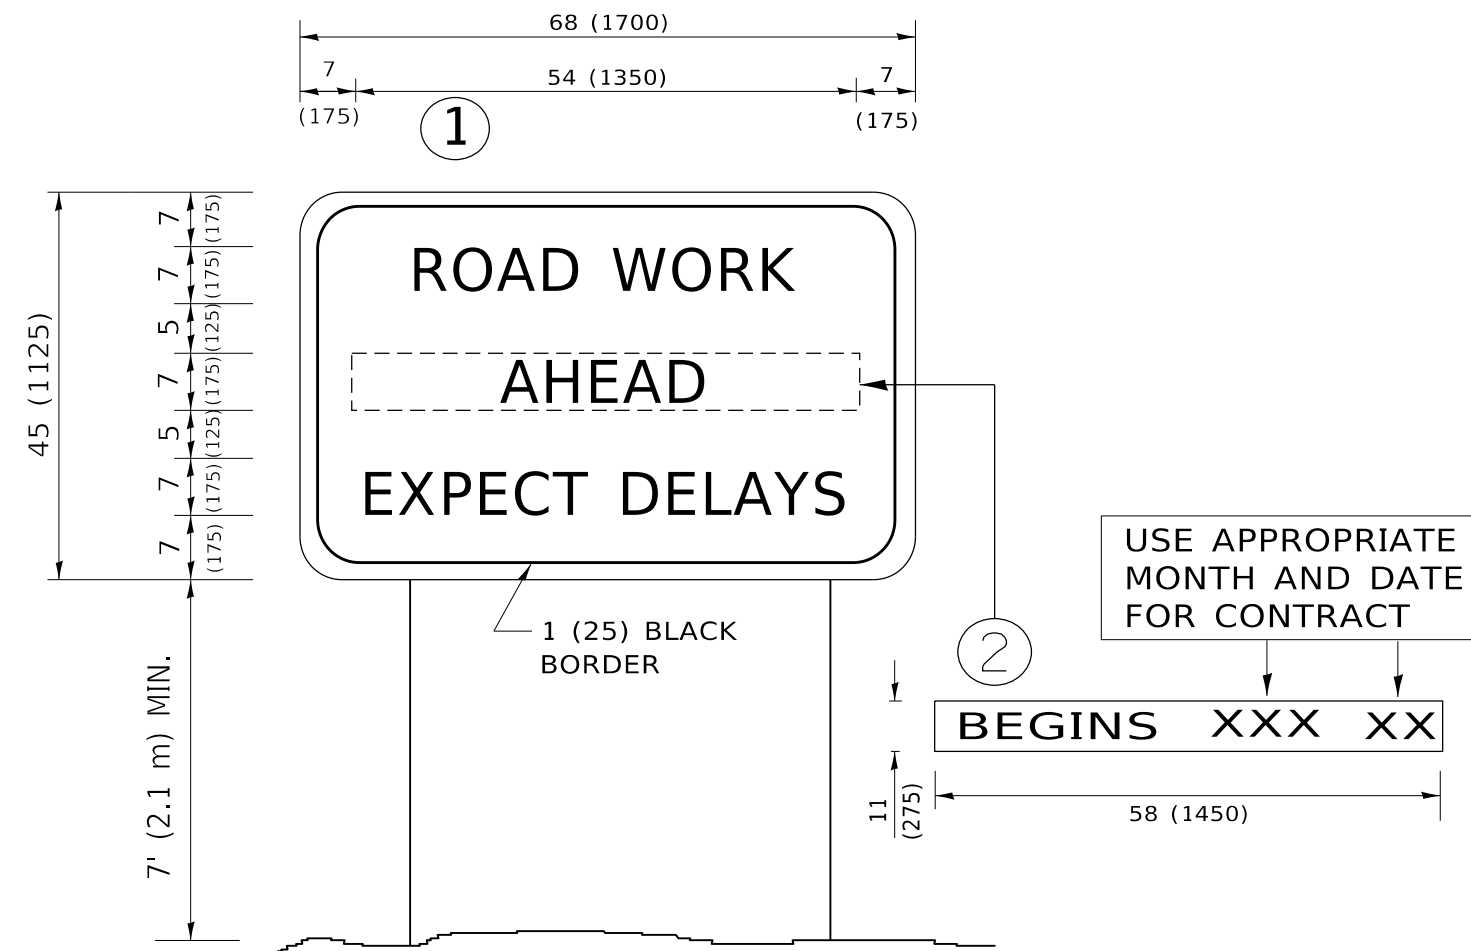 68 (1700)
7
54 (1350)
7
(175)
(175)
1
7
(175)
7
(175)
5
(125)
7
(175)
5
(125)
7
(175)
7
(175)
45 (1125)
ROAD WORK
AHEAD
EXPECT DELAYS
1 (25) BLACK
BORDER
7' (2.1 m) MIN.
2
USE APPROPRIATE
MONTH AND DATE
FOR CONTRACT
BEGINS XXX XX
11
(275)
58 (1450)